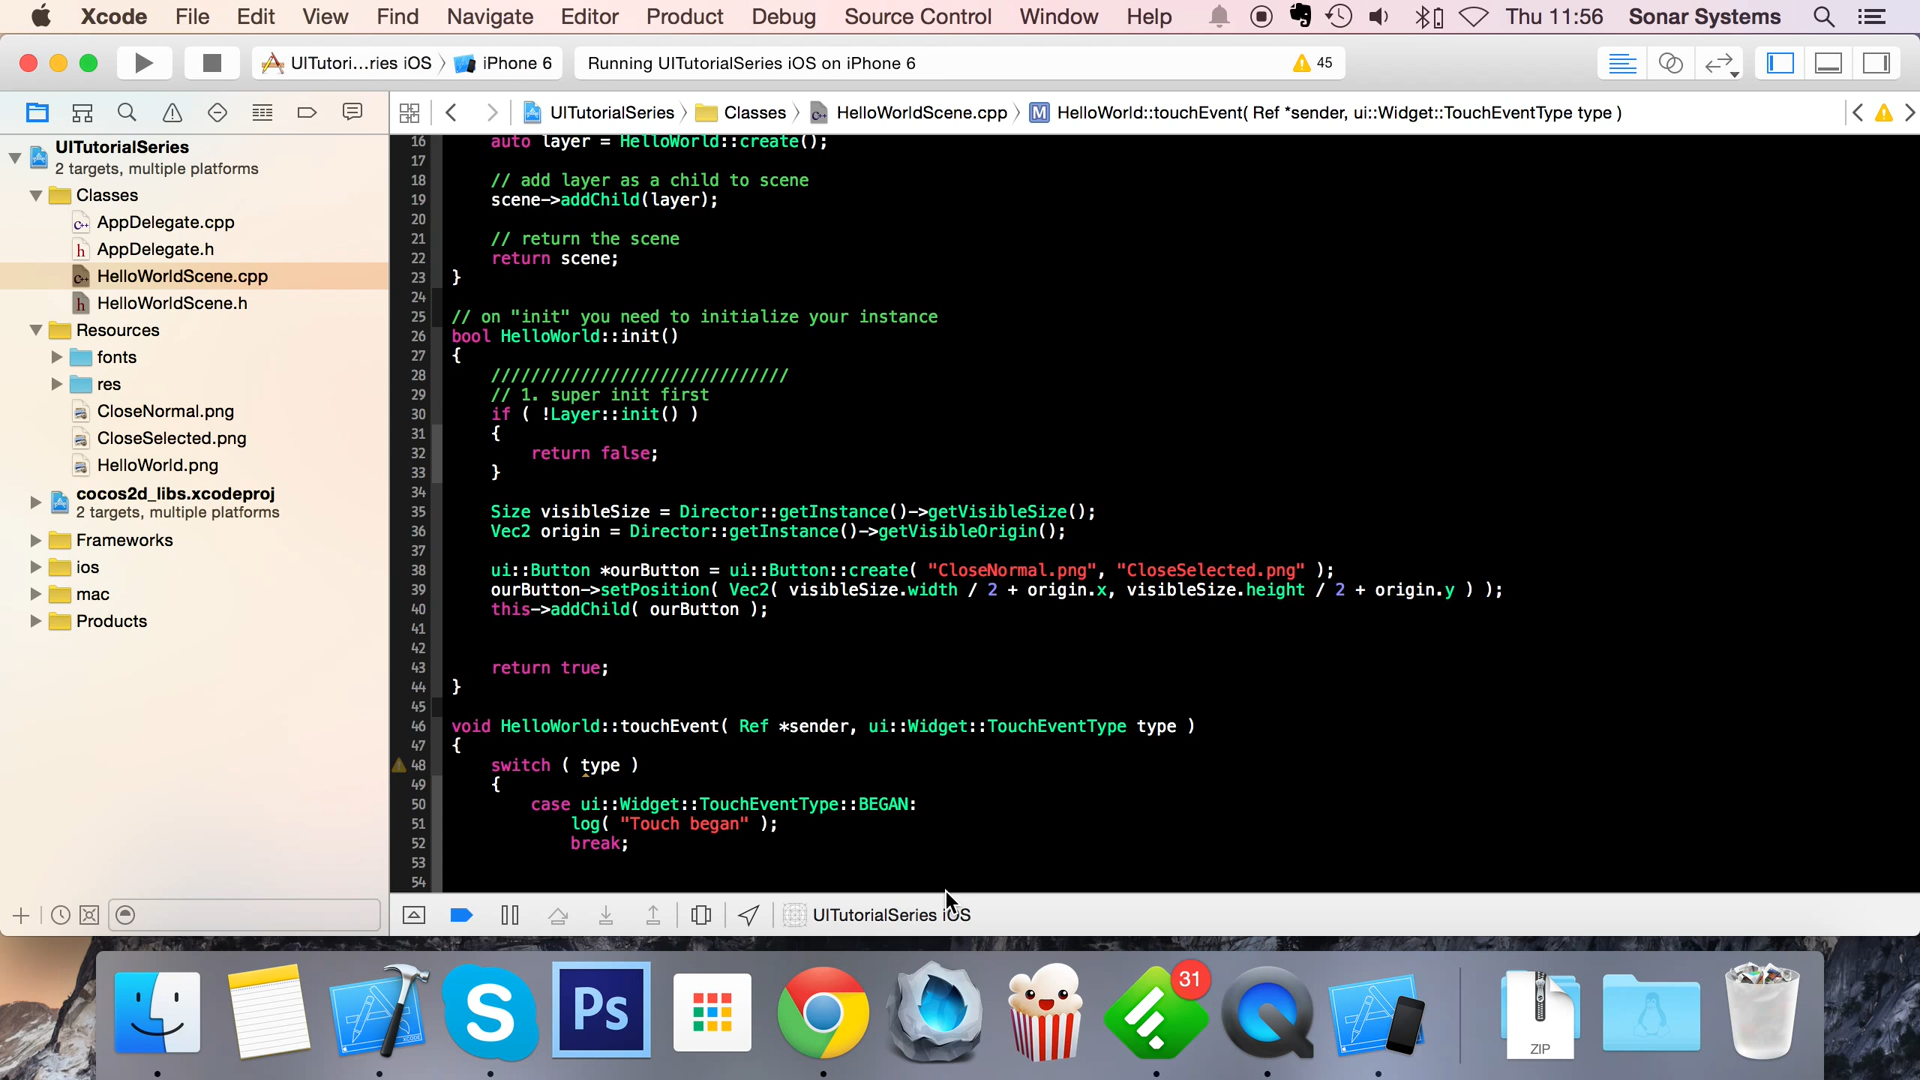 Xcode File Edit View Find Navigate Editor Product Debug Source Control Window Help Thu 11:56 Sonar Systems
UITutori...ries iOS iPhone 6 Running UITutorialSeries iOS on iPhone 6 45
UITutorialSeries Classes HelloWorldScene.cpp M HelloWorld::touchEvent( Ref *sender, ui::Widget::TouchEventType type )
UITutorialSeries
2 targets, multiple platforms
Classes
AppDelegate.cpp
AppDelegate.h
HelloWorldScene.cpp
HelloWorldScene.h
Resources
fonts
res
CloseNormal.png
CloseSelected.png
HelloWorld.png
cocos2d_libs.xcodeproj
2 targets, multiple platforms
Frameworks
ios
mac
Products
16 auto layer = HelloWorld::create();
17
18 // add layer as a child to scene
19 scene->addChild(layer);
20
21 // return the scene
22 return scene;
23 }
24
25 // on "init" you need to initialize your instance
26 bool HelloWorld::init()
27 {
28 //////////////////////////////
29 // 1. super init first
30 if ( !Layer::init() )
31 {
32 return false;
33 }
34
35 Size visibleSize = Director::getInstance()->getVisibleSize();
36 Vec2 origin = Director::getInstance()->getVisibleOrigin();
37
38 ui::Button *ourButton = ui::Button::create( "CloseNormal.png", "CloseSelected.png" );
39 ourButton->setPosition( Vec2( visibleSize.width / 2 + origin.x, visibleSize.height / 2 + origin.y ) );
40 this->addChild( ourButton );
41
42
43 return true;
44 }
45
46 void HelloWorld::touchEvent( Ref *sender, ui::Widget::TouchEventType type )
47 {
48 switch ( type )
49 {
50 case ui::Widget::TouchEventType::BEGAN:
51 log( "Touch began" );
52 break;
53
54
UITutorialSeries iOS
Ps
31
ZIP